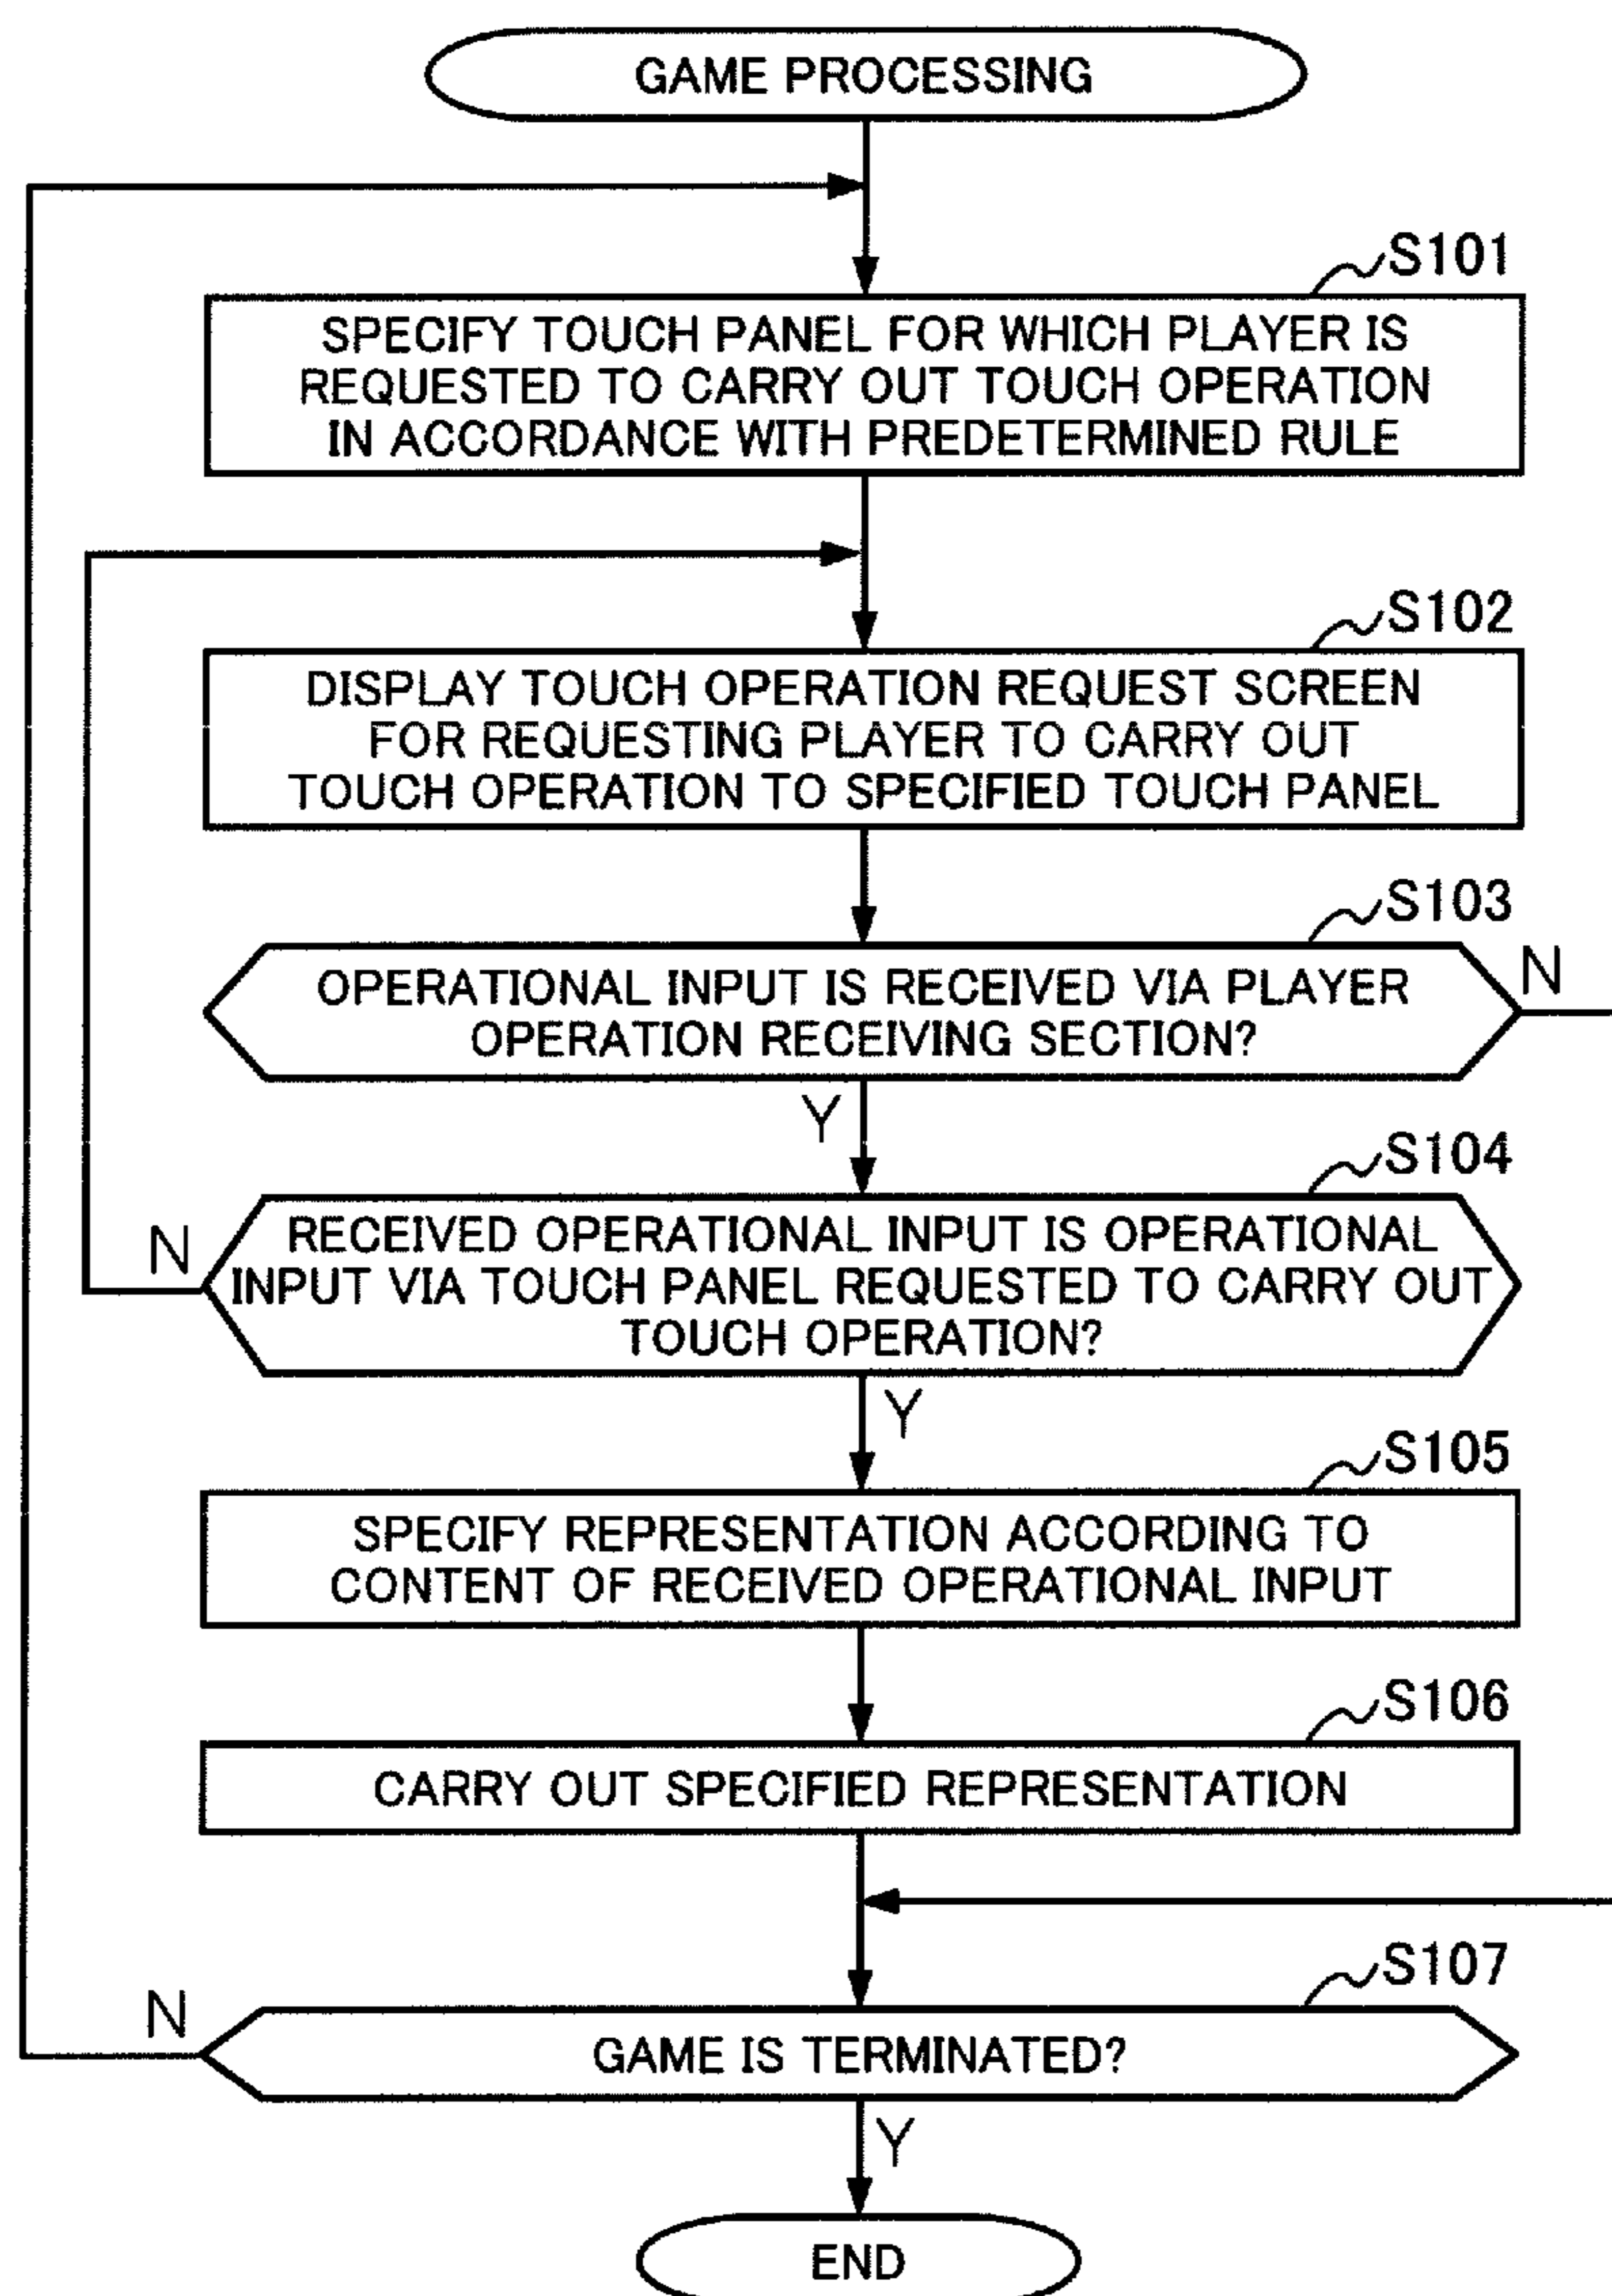 GAME PROCESSING
S101
SPECIFY TOUCH PANEL FOR WHICH PLAYER IS
REQUESTED TO CARRY OUT TOUCH OPERATION
IN ACCORDANCE WITH PREDETERMINED RULE
S102
DISPLAY TOUCH OPERATION REQUEST SCREEN
FOR REQUESTING PLAYER TO CARRY OUT
TOUCH OPERATION TO SPECIFIED TOUCH PANEL
S103
OPERATIONAL INPUT IS RECEIVED VIA PLAYER
OPERATION RECEIVING SECTION?
N
Y
S104
RECEIVED OPERATIONAL INPUT IS OPERATIONAL
INPUT VIA TOUCH PANEL REQUESTED TO CARRY OUT
TOUCH OPERATION?
N
Y
S105
SPECIFY REPRESENTATION ACCORDING TO
CONTENT OF RECEIVED OPERATIONAL INPUT
S106
CARRY OUT SPECIFIED REPRESENTATION
S107
GAME IS TERMINATED?
N
Y
END